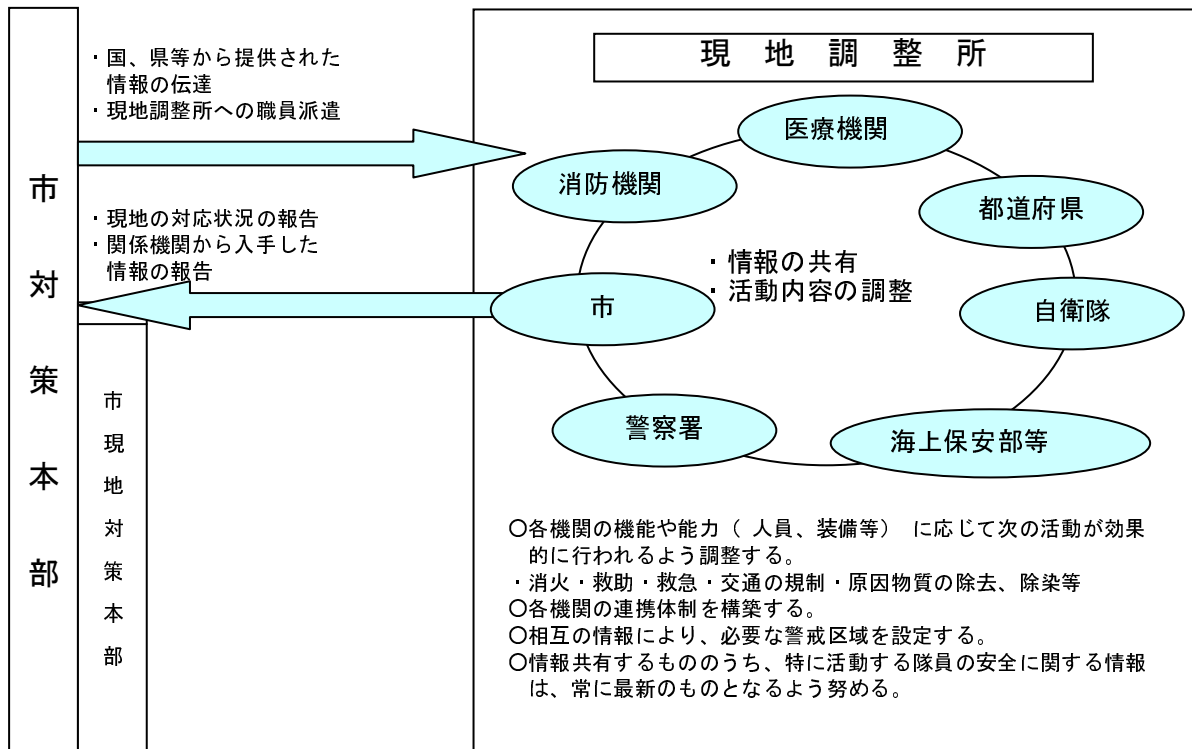 市対策本部
市現地対策本部
・国、県等から提供された
情報の伝達
・現地調整所への職員派遣
・現地の対応状況の報告
・関係機関から入手した
情報の報告
現地調整所
医療機関
消防機関
都道府県
・情報の共有
・活動内容の調整
市
自衛隊
警察署
海上保安部等
○各機関の機能や能力（ 人員、装備等） に応じて次の活動が効果
的に行われるよう調整する。
・消火・救助・救急・交通の規制・原因物質の除去、除染等
○各機関の連携体制を構築する。
○相互の情報により、必要な警戒区域を設定する。
○情報共有するもののうち、特に活動する隊員の安全に関する情報
は、常に最新のものとなるよう努める。